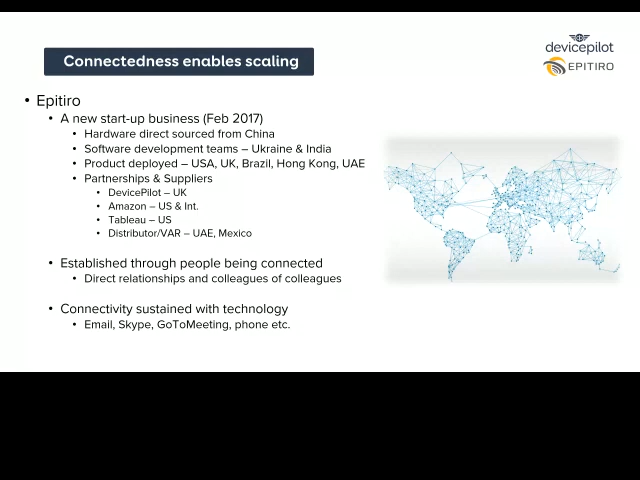 devicepilot
EPITIRO
Connectedness enables scaling
• Epitiro
• A new start-up business (Feb 2017)
• Hardware direct sourced from China
• Software development teams – Ukraine & India
• Product deployed – USA, UK, Brazil, Hong Kong, UAE
• Partnerships & Suppliers
• DevicePilot – UK
• Amazon – US & Int.
• Tableau – US
• Distributor/VAR – UAE, Mexico
• Established through people being connected
• Direct relationships and colleagues of colleagues
• Connectivity sustained with technology
• Email, Skype, GoToMeeting, phone etc.